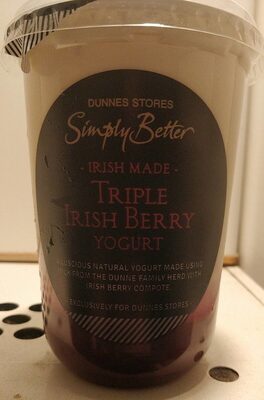 DUNNES STORES
Simply Better
· IRISH MADE ·
TRIPLE
IRISH BERRY
YOGURT
LUSCIOUS NATURAL YOGURT MADE USING
FROM THE DUNNE FAMILY HERD WITH
IRISH BERRY COMPOTE.
EXCLUSIVELY FOR DUNNES STORES